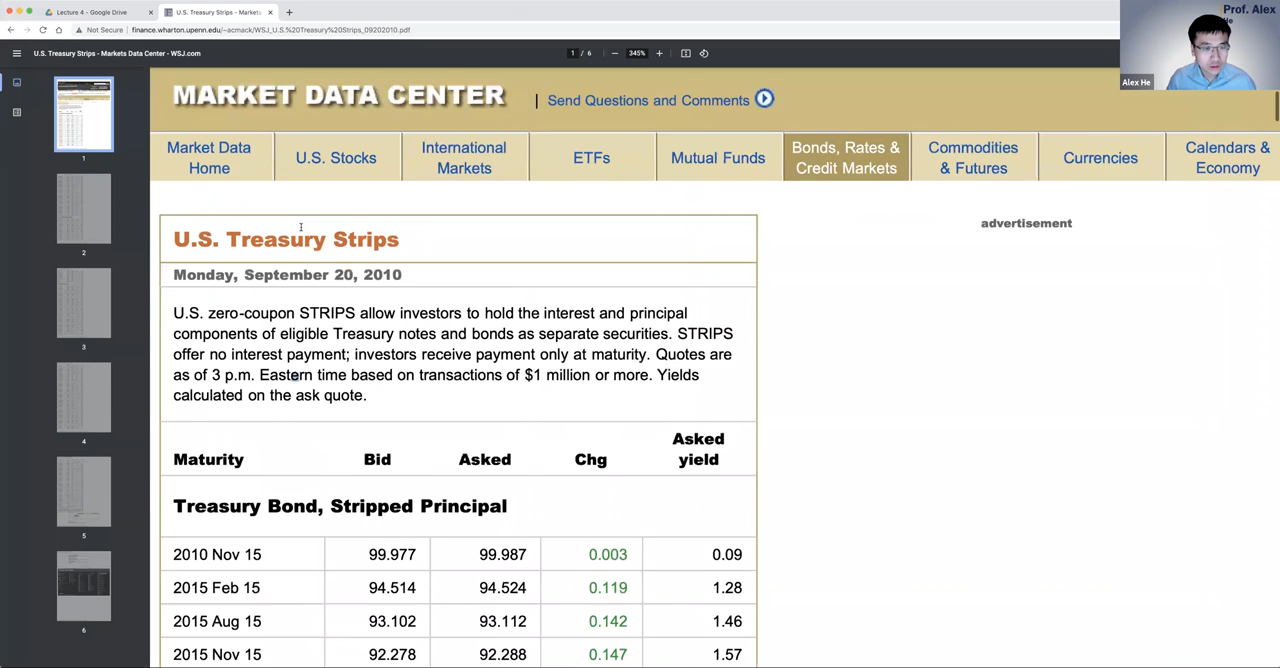 Lecture 4 - Google Drive
U.S. Treasury Strips - Markets
Not Secure
finance.wharton.upenn.edu/~acmack/WSJ_U.S.%20Treasury%20Strips_09202010.pdf
U.S. Treasury Strips - Markets Data Center - WSJ.com
1 / 6
345%
Prof. Alex
He
Alex He
1
2
3
4
5
6
MARKET DATA CENTER
| Send Questions and Comments
Market Data Home
U.S. Stocks
International Markets
ETFs
Mutual Funds
Bonds, Rates & Credit Markets
Commodities & Futures
Currencies
Calendars & Economy
advertisement
U.S. Treasury Strips
Monday, September 20, 2010
U.S. zero-coupon STRIPS allow investors to hold the interest and principal
components of eligible Treasury notes and bonds as separate securities. STRIPS
offer no interest payment; investors receive payment only at maturity. Quotes are
as of 3 p.m. Eastern time based on transactions of $1 million or more. Yields
calculated on the ask quote.
Maturity Bid Asked Chg Asked yield
Treasury Bond, Stripped Principal
2010 Nov 15 99.977 99.987 0.003 0.09
2015 Feb 15 94.514 94.524 0.119 1.28
2015 Aug 15 93.102 93.112 0.142 1.46
2015 Nov 15 92.278 92.288 0.147 1.57